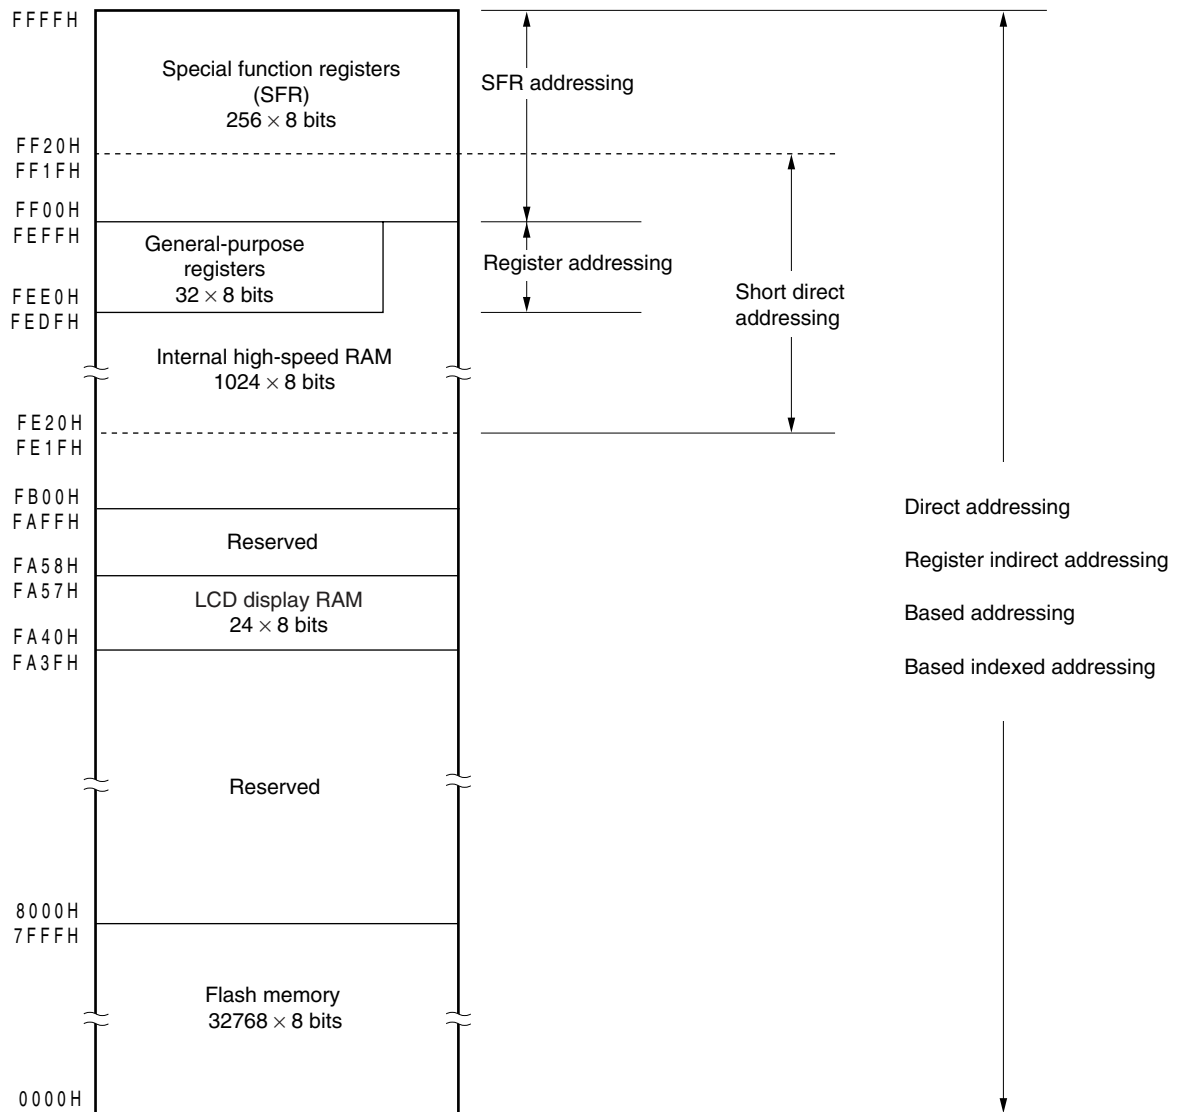 FFFFH
Special function registers
(SFR)
256 × 8 bits
SFR addressing
FF20H
FF1FH
FF00H
FEFFH
General-purpose
registers
32 × 8 bits
Register addressing
Short direct
addressing
FEE0H
FEDFH
Internal high-speed RAM
1024 × 8 bits
FE20H
FE1FH
FB00H
FAFFH
Reserved
FA58H
FA57H
LCD display RAM
24 × 8 bits
FA40H
FA3FH
Direct addressing
Register indirect addressing
Based addressing
Based indexed addressing
Reserved
8000H
7FFFH
Flash memory
32768 × 8 bits
0000H